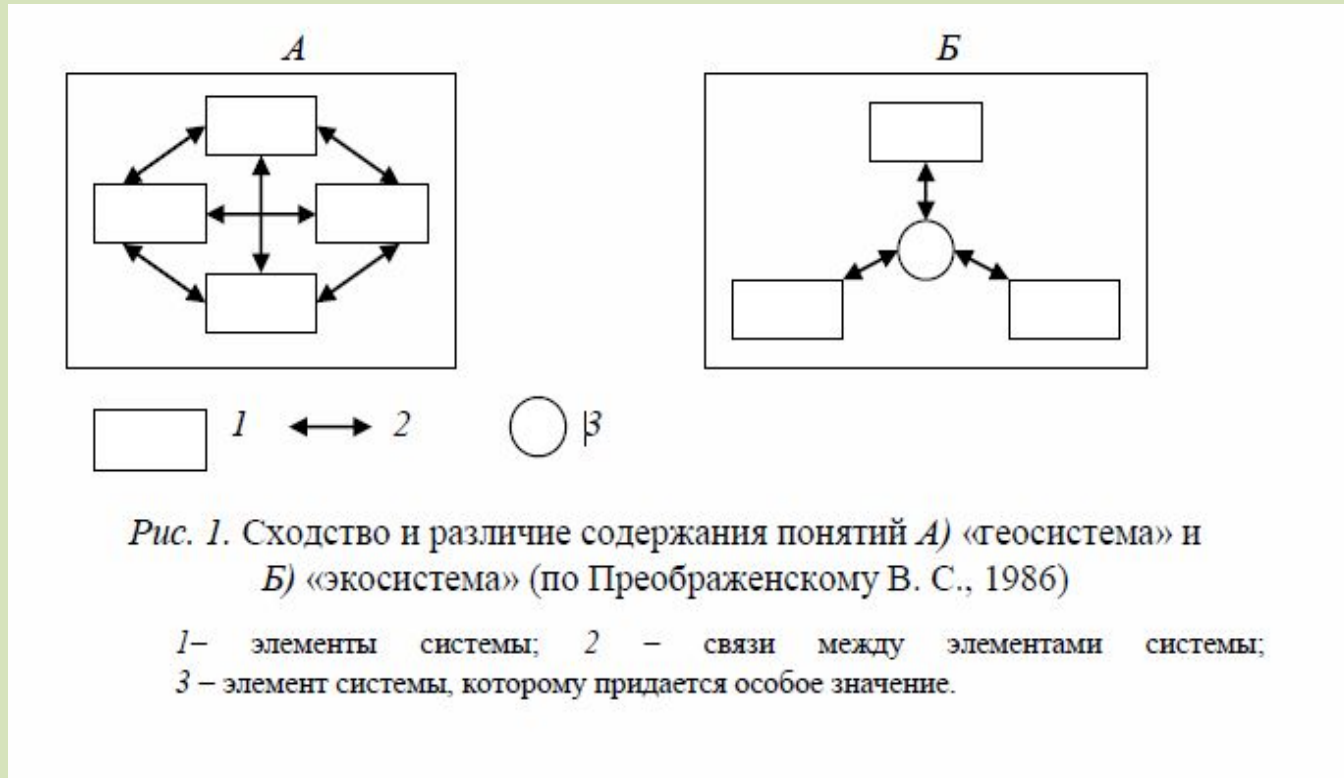 А Б
1 2 3
Рис. 1. Сходство и различие содержания понятий А) «геосистема» и
Б) «экосистема» (по Преображенскому В. С., 1986)
1– элементы системы; 2 – связи между элементами системы;
3 – элемент системы, которому придается особое значение.